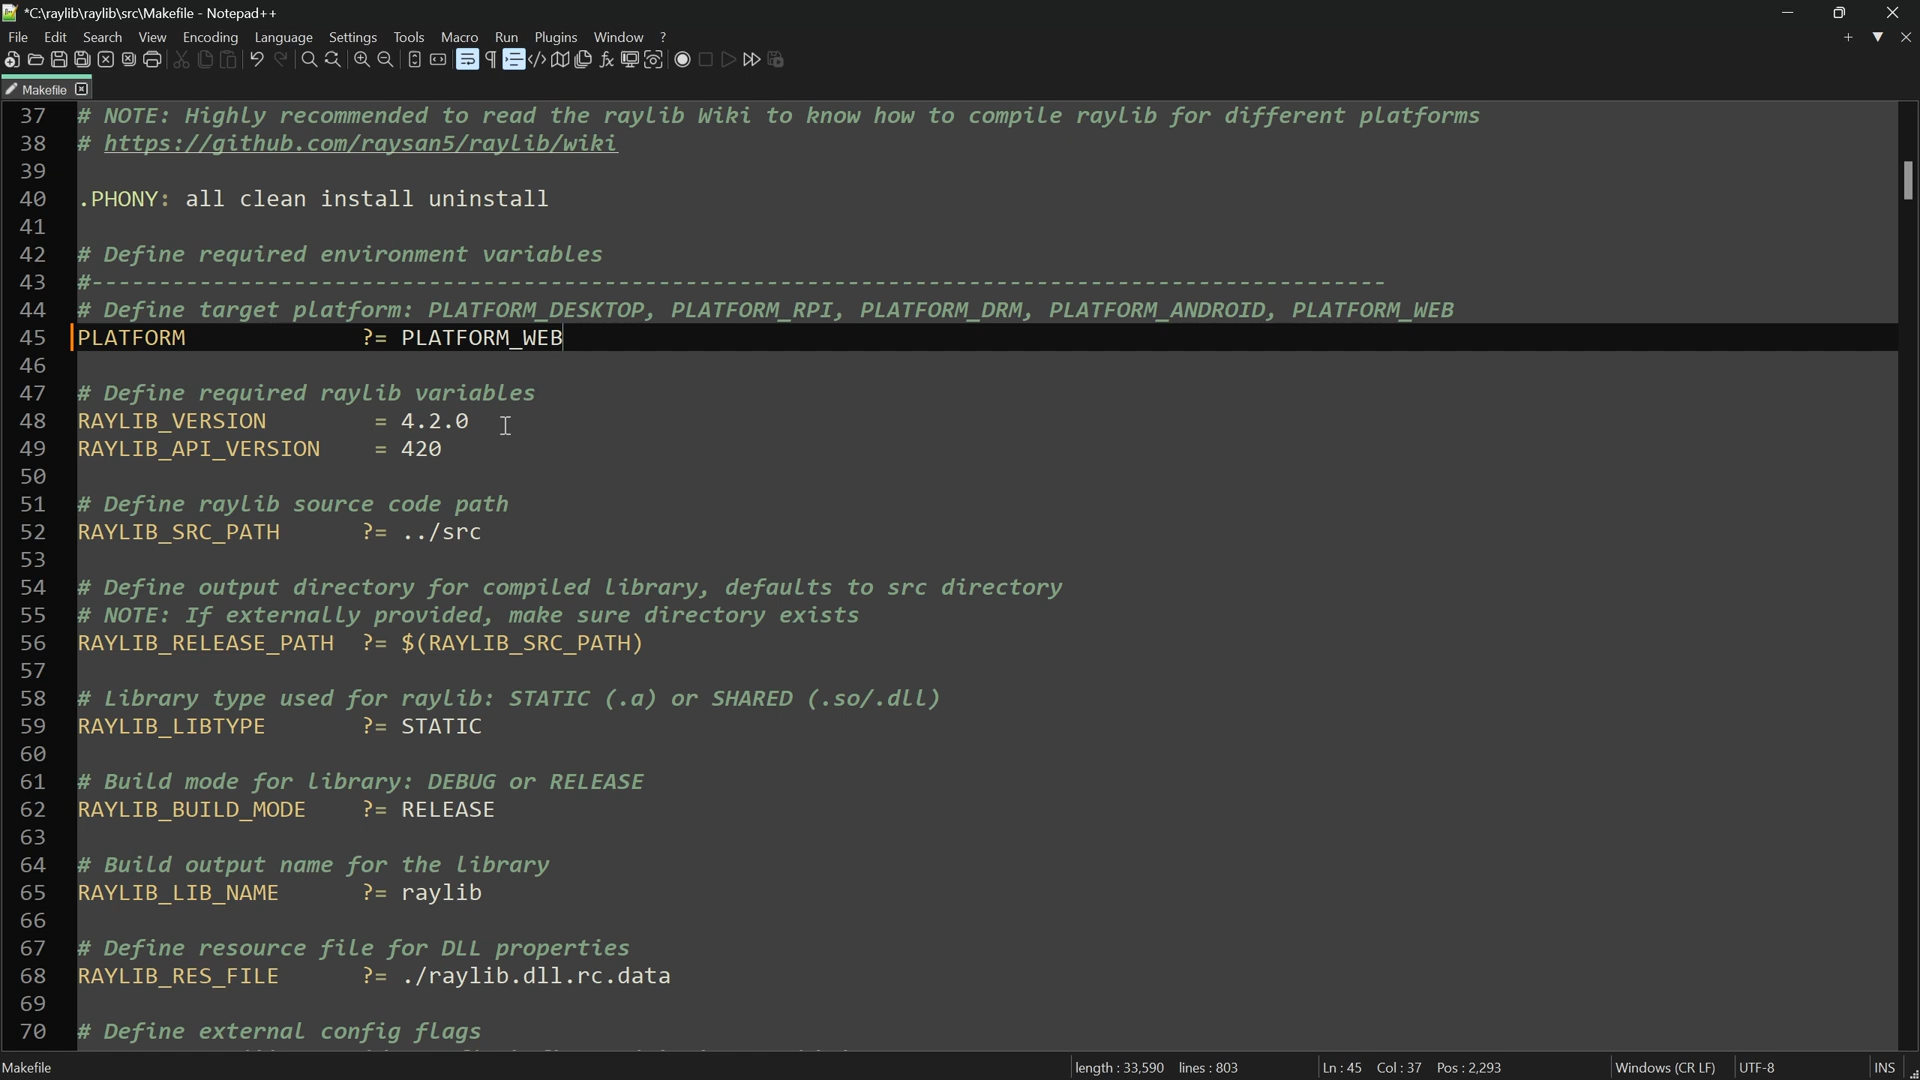 *C:\raylib\raylib\src\Makefile - Notepad++
File Edit Search View Encoding Language Settings Tools Macro Run Plugins Window ?
Makefile
37 # NOTE: Highly recommended to read the raylib Wiki to know how to compile raylib for different platforms
38 # https://github.com/raysan5/raylib/wiki
39
40 .PHONY: all clean install uninstall
41
42 # Define required environment variables
43 #------------------------------------------------------------------------------------------------
44 # Define target platform: PLATFORM_DESKTOP, PLATFORM_RPI, PLATFORM_DRM, PLATFORM_ANDROID, PLATFORM_WEB
45 PLATFORM             ?= PLATFORM_WEB
46
47 # Define required raylib variables
48 RAYLIB_VERSION        = 4.2.0
49 RAYLIB_API_VERSION    = 420
50
51 # Define raylib source code path
52 RAYLIB_SRC_PATH      ?= ../src
53
54 # Define output directory for compiled library, defaults to src directory
55 # NOTE: If externally provided, make sure directory exists
56 RAYLIB_RELEASE_PATH  ?= $(RAYLIB_SRC_PATH)
57
58 # Library type used for raylib: STATIC (.a) or SHARED (.so/.dll)
59 RAYLIB_LIBTYPE       ?= STATIC
60
61 # Build mode for library: DEBUG or RELEASE
62 RAYLIB_BUILD_MODE    ?= RELEASE
63
64 # Build output name for the library
65 RAYLIB_LIB_NAME      ?= raylib
66
67 # Define resource file for DLL properties
68 RAYLIB_RES_FILE      ?= ./raylib.dll.rc.data
69
70 # Define external config flags
Makefile length : 33,590 lines : 803 Ln : 45 Col : 37 Pos : 2,293 Windows (CR LF) UTF-8 INS